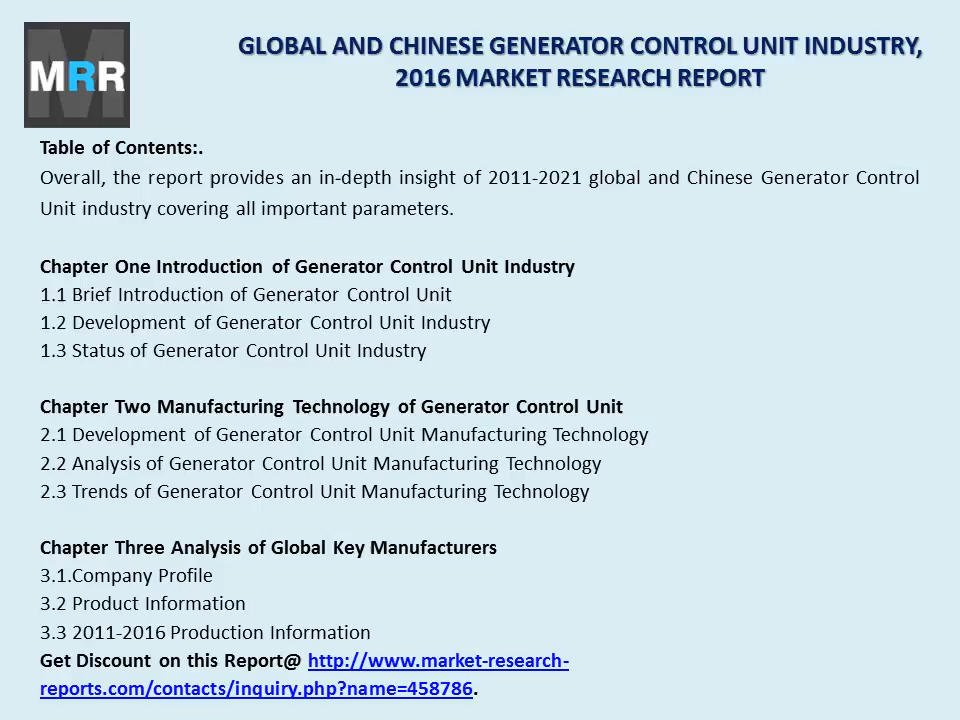 MRR
GLOBAL AND CHINESE GENERATOR CONTROL UNIT INDUSTRY,
2016 MARKET RESEARCH REPORT
Table of Contents:.
Overall, the report provides an in-depth insight of 2011-2021 global and Chinese Generator Control
Unit industry covering all important parameters.
Chapter One Introduction of Generator Control Unit Industry
1.1 Brief Introduction of Generator Control Unit
1.2 Development of Generator Control Unit Industry
1.3 Status of Generator Control Unit Industry
Chapter Two Manufacturing Technology of Generator Control Unit
2.1 Development of Generator Control Unit Manufacturing Technology
2.2 Analysis of Generator Control Unit Manufacturing Technology
2.3 Trends of Generator Control Unit Manufacturing Technology
Chapter Three Analysis of Global Key Manufacturers
3.1.Company Profile
3.2 Product Information
3.3 2011-2016 Production Information
Get Discount on this Report@ http://www.market-research-
reports.com/contacts/inquiry.php?name=458786.